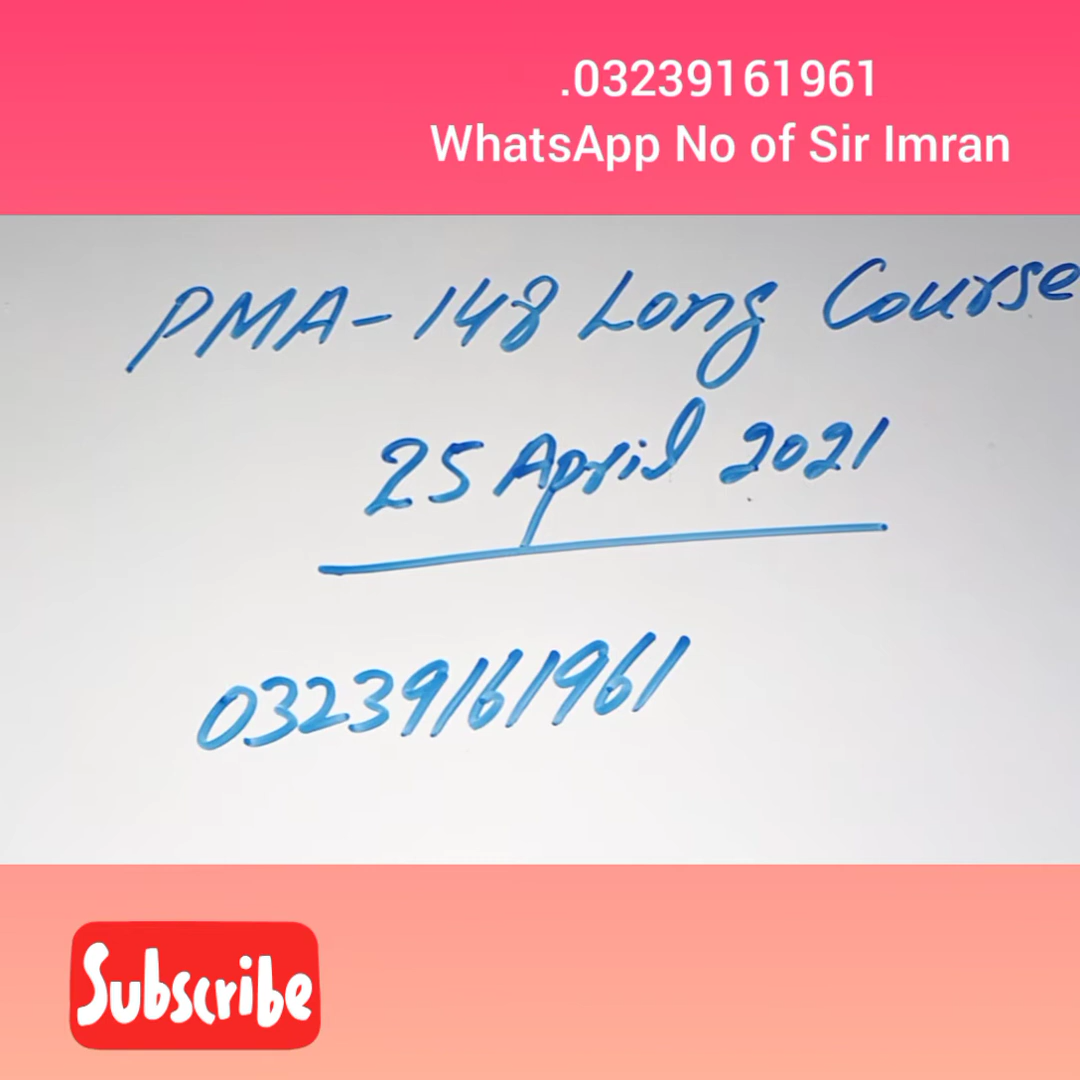 .03239161961
WhatsApp No of Sir Imran
PMA-148 Long Course
25 April 2021
03239161961
Subscribe